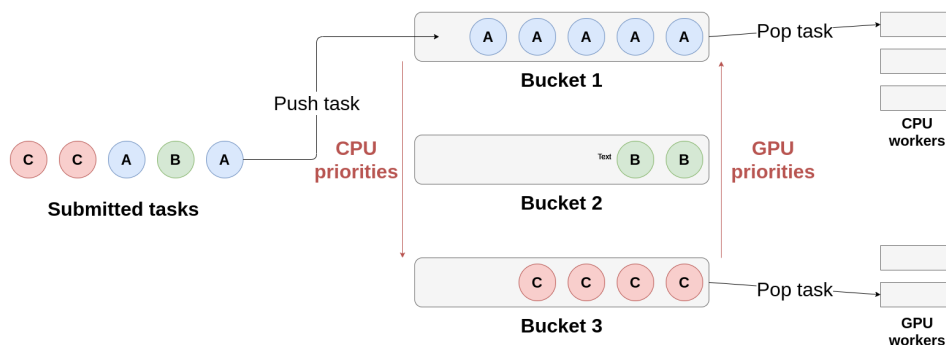 A A A A A
Bucket 1
Pop task
CPU
workers
Push task
CPU
priorities
GPU
priorities
C C A B A
Submitted tasks
Text
B B
Bucket 2
C C C C
Bucket 3
Pop task
GPU
workers